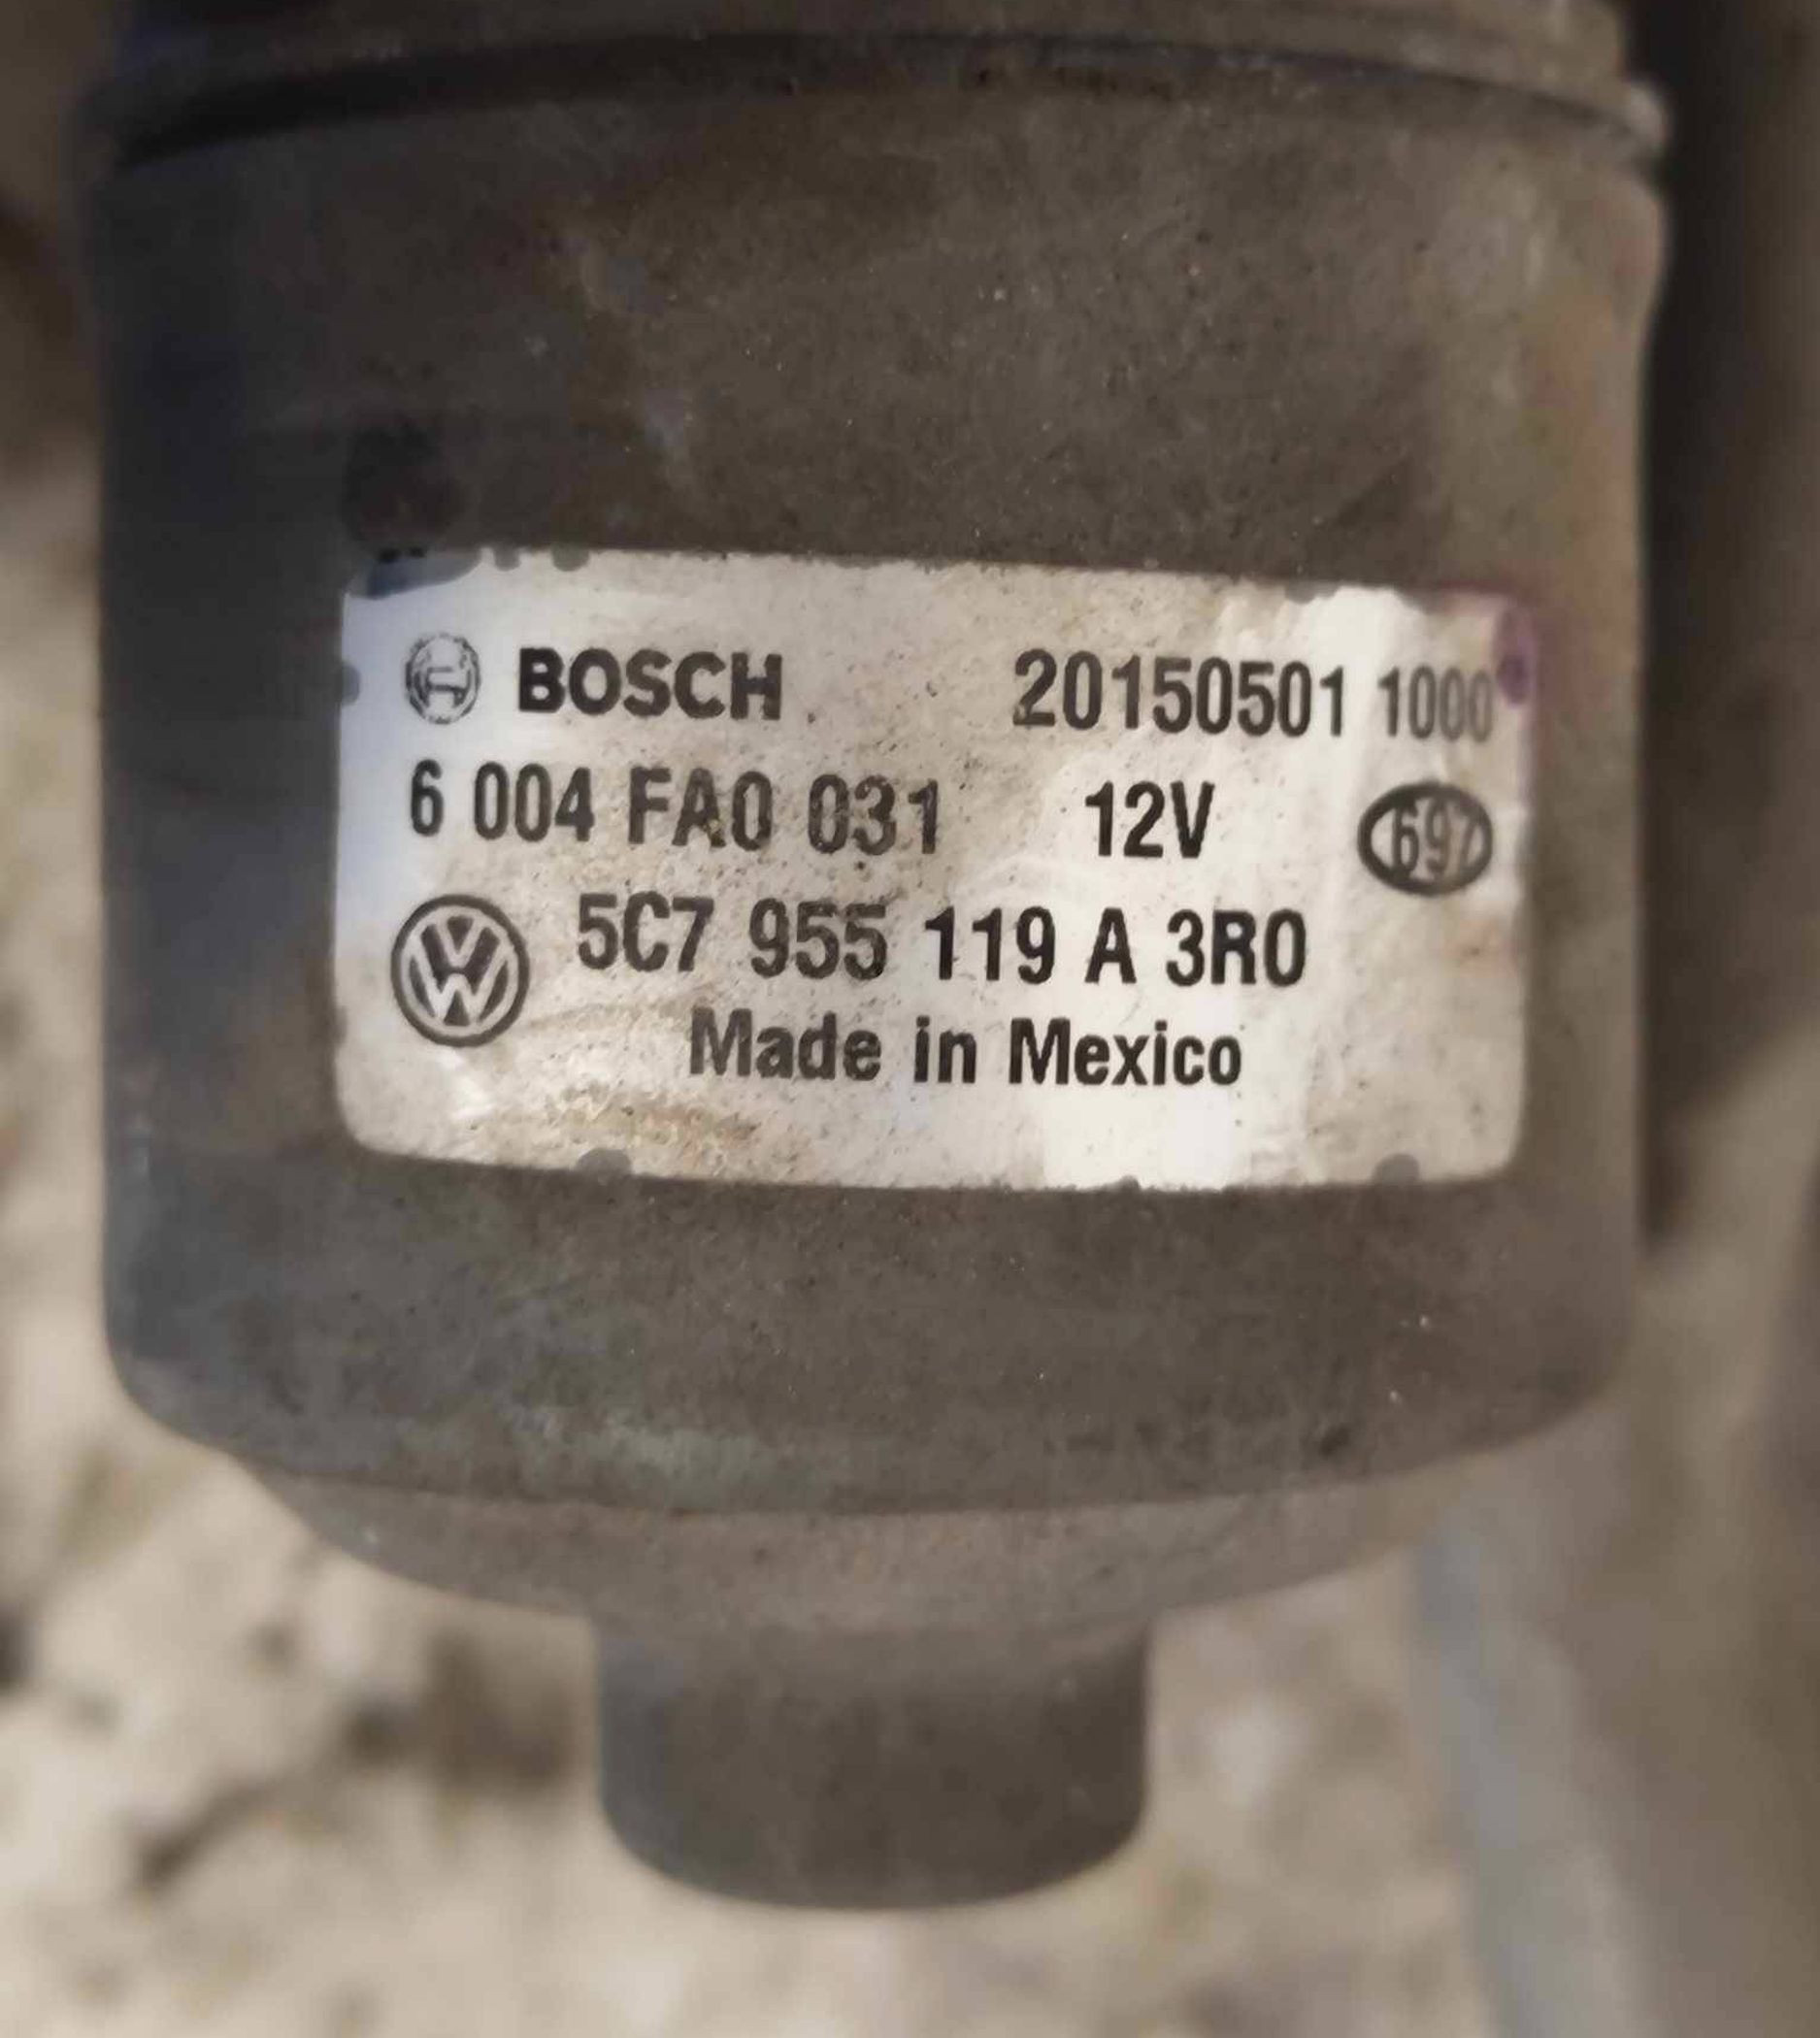 BOSCH 20150501 1000
6 004 FA0 031 12V 697
5C7 955 119 A 3R0
Made in Mexico